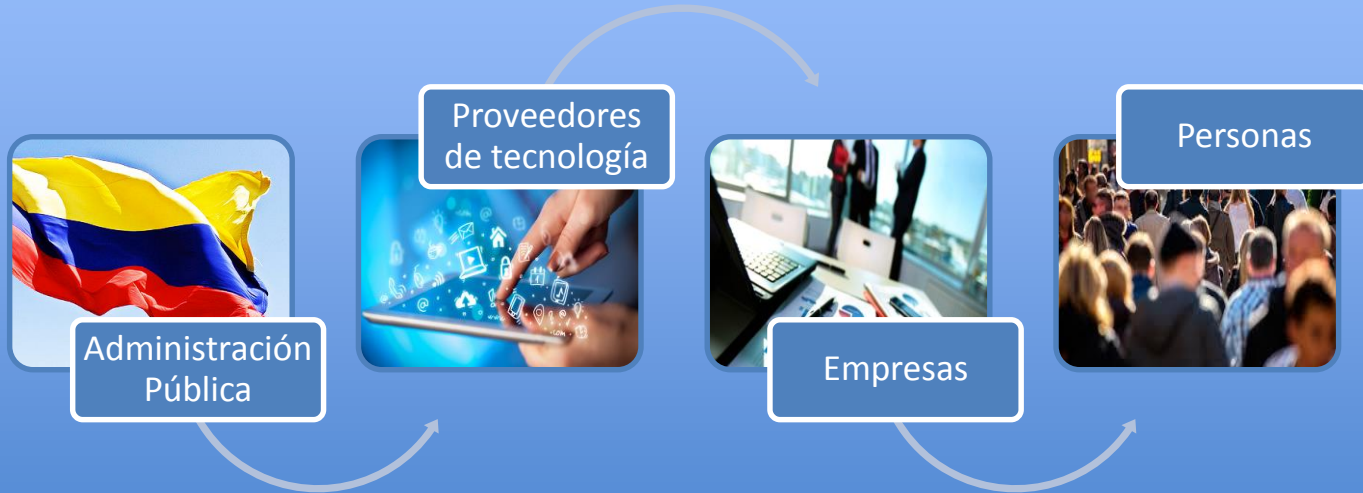 Administración
Pública
Proveedores
de tecnología
Empresas
Personas